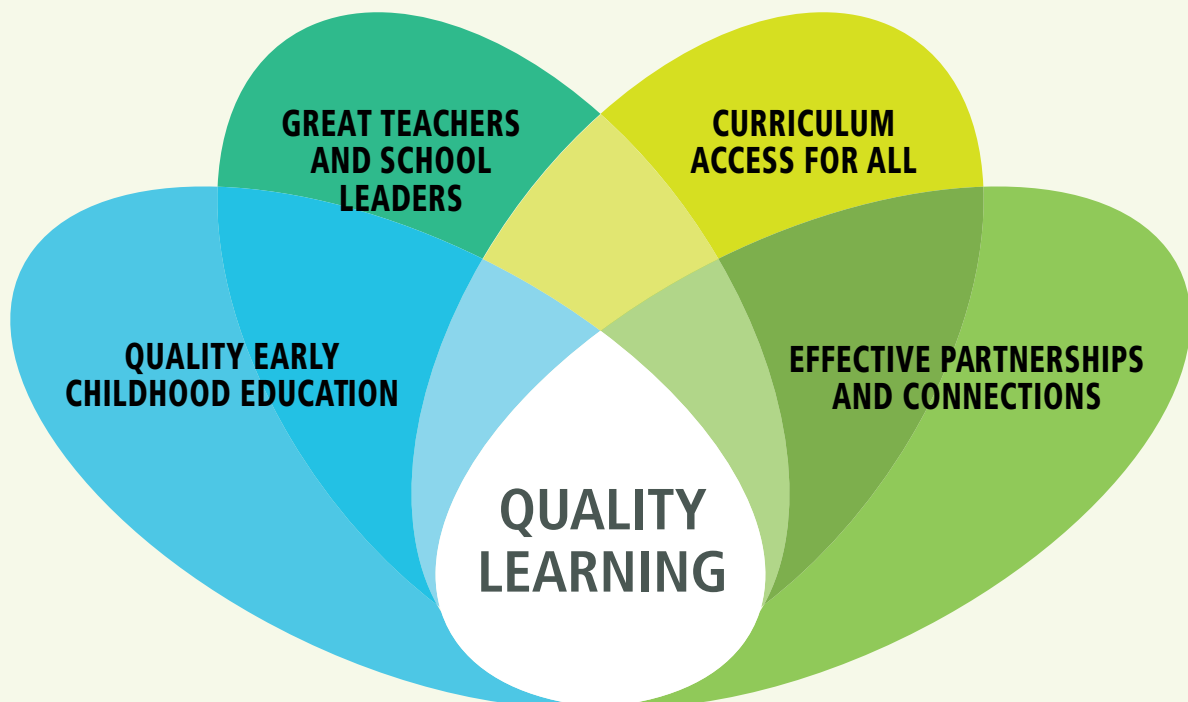 GREAT TEACHERS
AND SCHOOL
LEADERS
CURRICULUM
ACCESS FOR ALL
QUALITY EARLY
CHILDHOOD EDUCATION
EFFECTIVE PARTNERSHIPS
AND CONNECTIONS
QUALITY
LEARNING